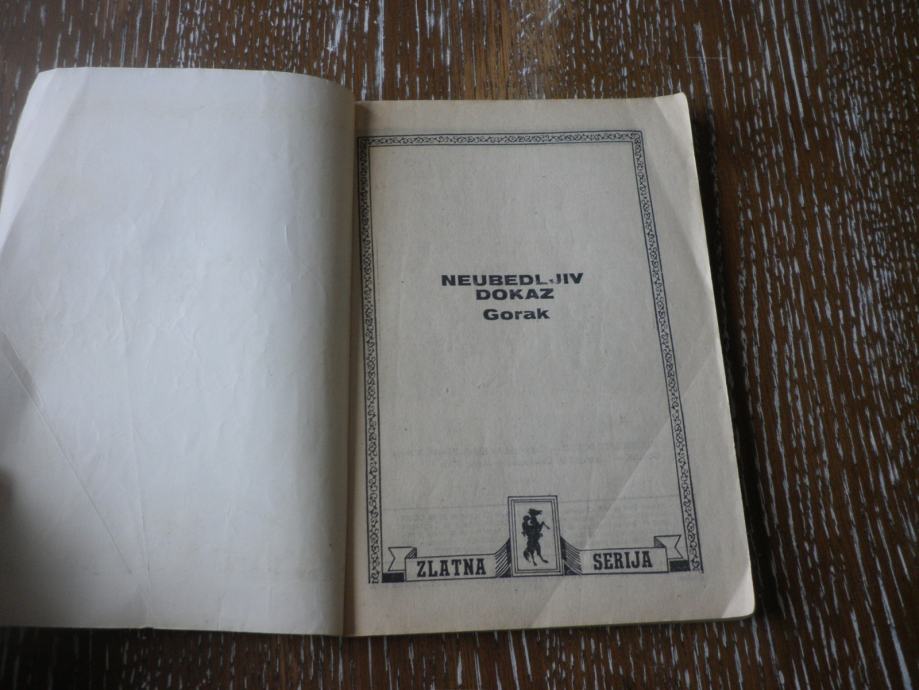 NEUBEDLJIV
DOKAZ
Gorak
ZLATNA SERIJA